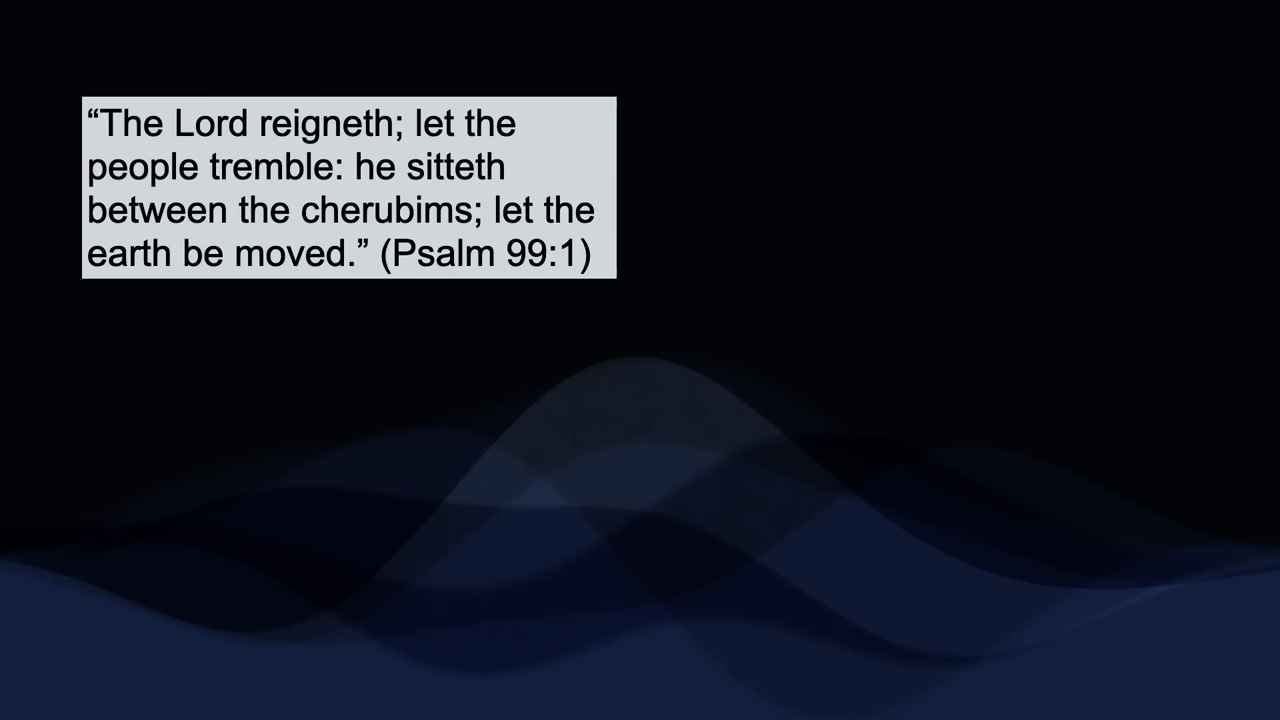 “The Lord reigneth; let the
people tremble: he sitteth
between the cherubims; let the
earth be moved.” (Psalm 99:1)